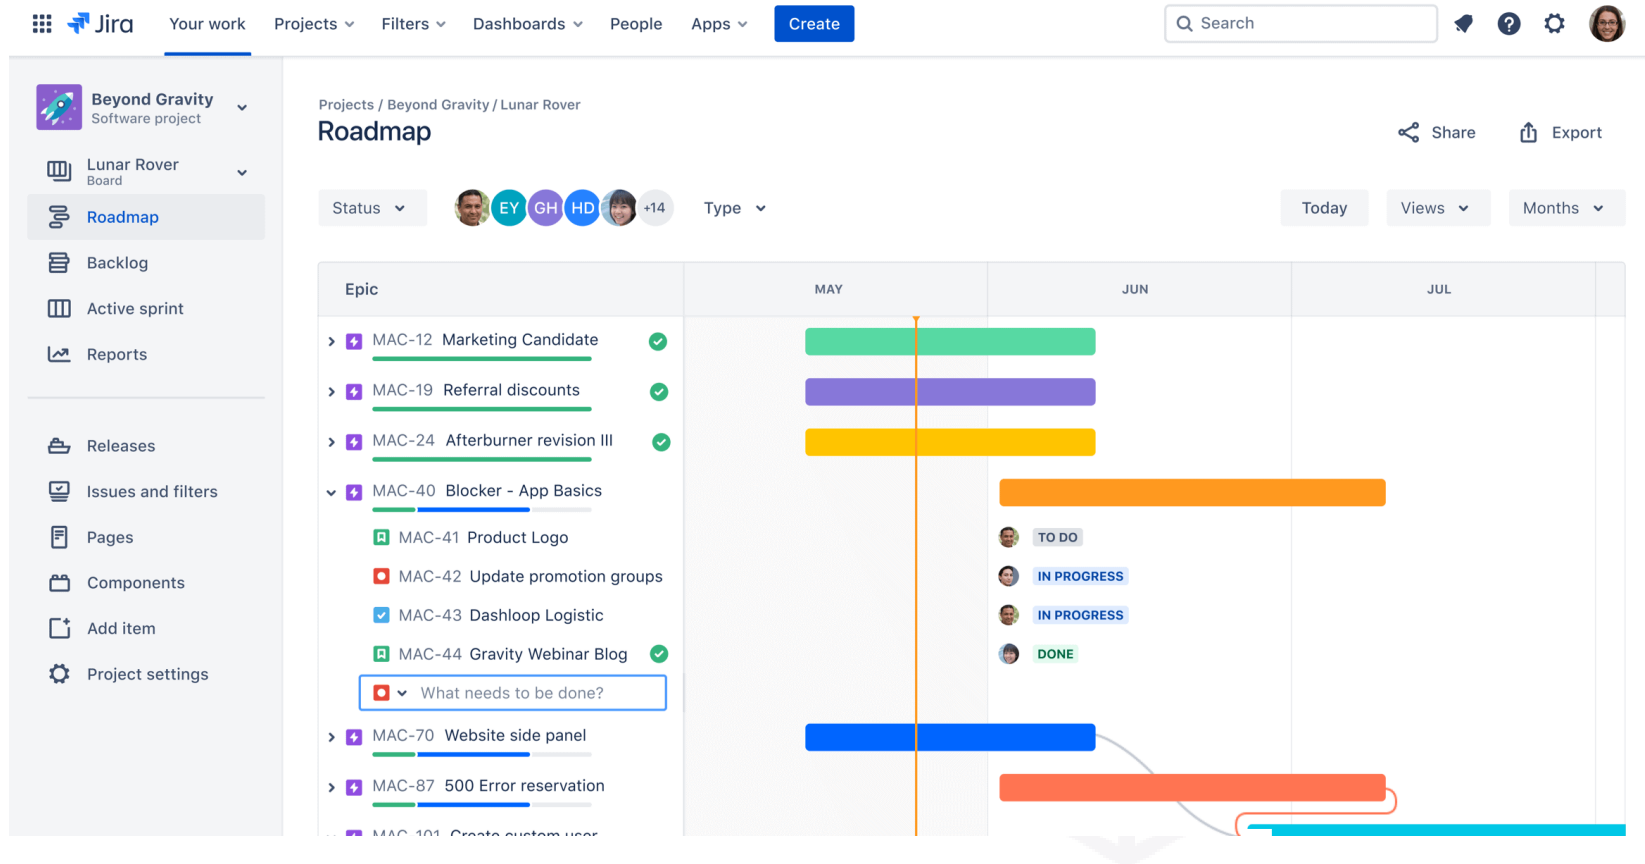 Jira Your work Projects Filters Dashboards People Apps Create Search
Beyond Gravity
Software project
Lunar Rover
Board
Roadmap
Backlog
Active sprint
Reports
Releases
Issues and filters
Pages
Components
Add item
Project settings
Projects / Beyond Gravity / Lunar Rover
Roadmap
Share Export
Status EY GH HD +14 Type Today Views Months
Epic MAY JUN JUL
MAC-12 Marketing Candidate
MAC-19 Referral discounts
MAC-24 Afterburner revision III
MAC-40 Blocker - App Basics
MAC-41 Product Logo TO DO
MAC-42 Update promotion groups IN PROGRESS
MAC-43 Dashloop Logistic IN PROGRESS
MAC-44 Gravity Webinar Blog DONE
What needs to be done?
MAC-70 Website side panel
MAC-87 500 Error reservation
MAC-101 Create custom user